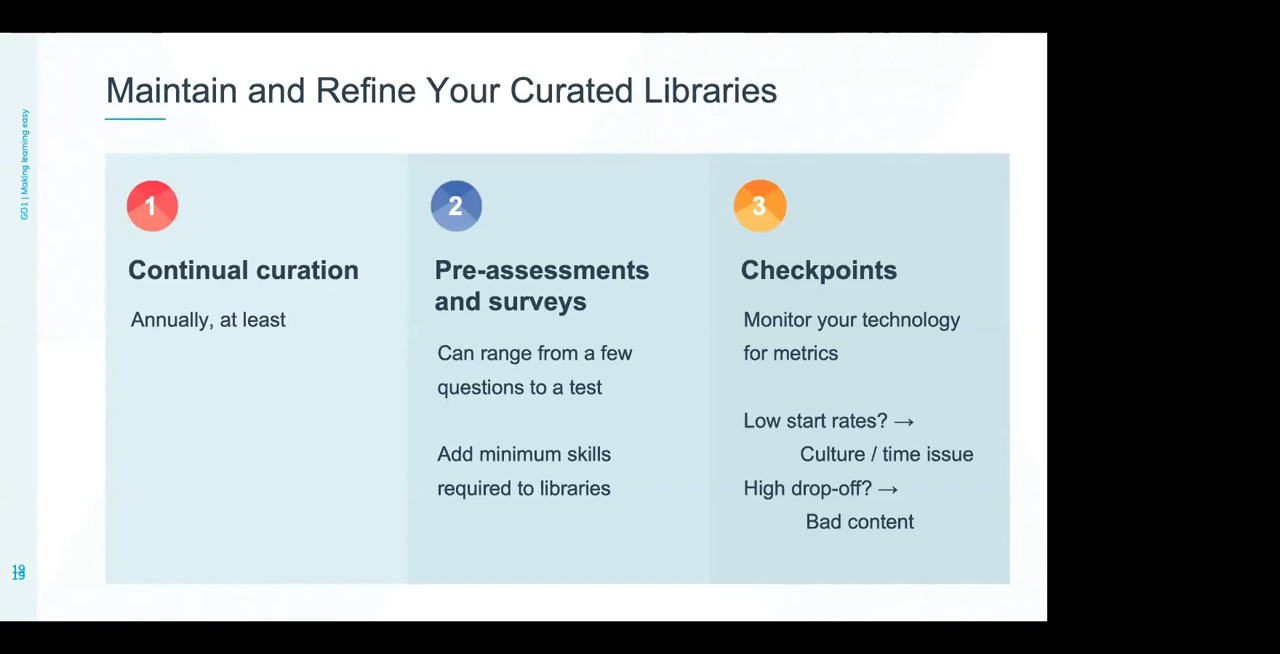 Maintain and Refine Your Curated Libraries
GO1 | Making learning easy
1
Continual curation
Annually, at least
2
Pre-assessments
and surveys
Can range from a few
questions to a test
Add minimum skills
required to libraries
3
Checkpoints
Monitor your technology
for metrics
Low start rates? →
Culture / time issue
High drop-off? →
Bad content
19
19